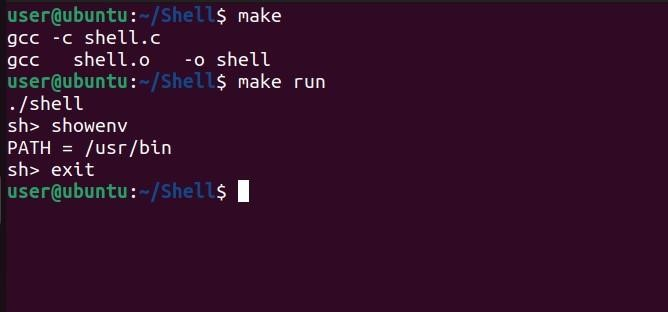 user@ubuntu:~/Shell$ make
gcc -c shell.c
gcc   shell.o   -o shell
user@ubuntu:~/Shell$ make run
./shell
sh> showenv
PATH = /usr/bin
sh> exit
user@ubuntu:~/Shell$